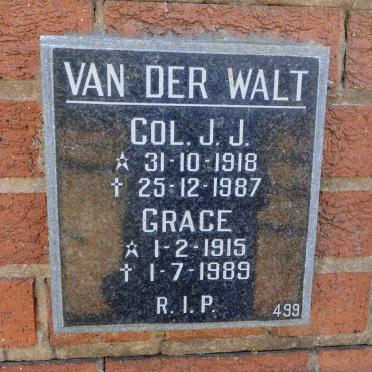 VAN DER WALT
COL. J. J.
☆ 31-10-1918
† 25-12-1987
GRACE
☆ 1-2-1915
† 1-7-1989
R.I.P.
499